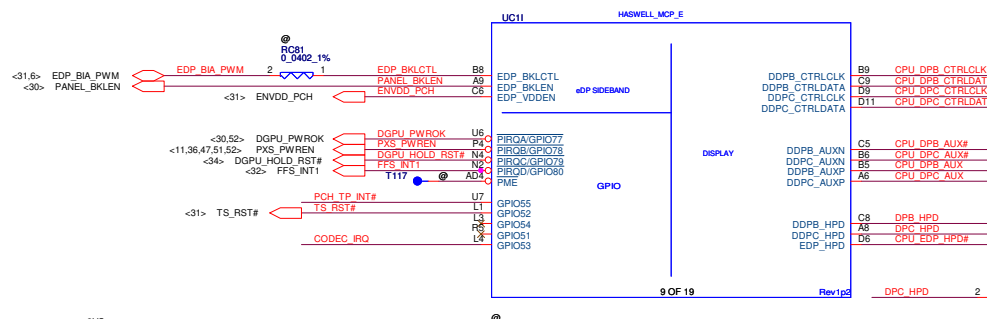 UC1I
HASWELL_MCP_E
@
RC81
0_0402_1%
<31,6> EDP_BIA_PWM EDP_BIA_PWM 2 1 EDP_BKLCTL B8 EDP_BKLCTL
<30> PANEL_BKLEN PANEL_BKLEN A9 EDP_BKLEN
<31> ENVDD_PCH ENVDD_PCH C6 EDP_VDDEN
eDP SIDEBAND
DDPB_CTRLCLK B9 CPU_DPB_CTRLCLK
DDPB_CTRLDATA C9 CPU_DPB_CTRLDAT
DDPC_CTRLCLK D9 CPU_DPC_CTRLCLK
DDPC_CTRLDATA D11 CPU_DPC_CTRLDAT
<30,52> DGPU_PWROK DGPU_PWROK U6 PIRQA/GPIO77
<11,36,47,51,52> PXS_PWREN PXS_PWREN P4 PIRQB/GPIO78
<34> DGPU_HOLD_RST# DGPU_HOLD_RST# N4 PIRQC/GPIO79
<32> FFS_INT1 FFS_INT1 N2 PIRQD/GPIO80
T117 @ AD4 PME
DISPLAY
GPIO
DDPB_AUXN C5 CPU_DPB_AUX#
DDPC_AUXN B6 CPU_DPC_AUX#
DDPB_AUXP B5 CPU_DPB_AUX
DDPC_AUXP A6 CPU_DPC_AUX
PCH_TP_INT# U7 GPIO55
<31> TS_RST# TS_RST# L1 GPIO52
L3 GPIO54
R5 GPIO51
CODEC_IRQ L4 GPIO53
DDPB_HPD C8 DPB_HPD
DDPC_HPD A8 DPC_HPD
EDP_HPD D6 CPU_EDP_HPD#
9 OF 19
Rev1p2
DPC_HPD 2
@